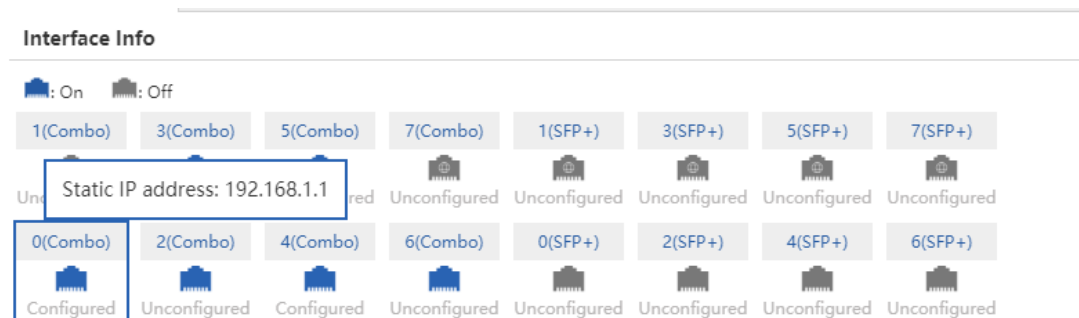 Interface Info
: On : Off
1(Combo) 3(Combo) 5(Combo) 7(Combo) 1(SFP+) 3(SFP+) 5(SFP+) 7(SFP+)
Static IP address: 192.168.1.1
Unconfigured Unconfigured Unconfigured Unconfigured Unconfigured
0(Combo) 2(Combo) 4(Combo) 6(Combo) 0(SFP+) 2(SFP+) 4(SFP+) 6(SFP+)
Configured Unconfigured Configured Unconfigured Unconfigured Unconfigured Unconfigured Unconfigured